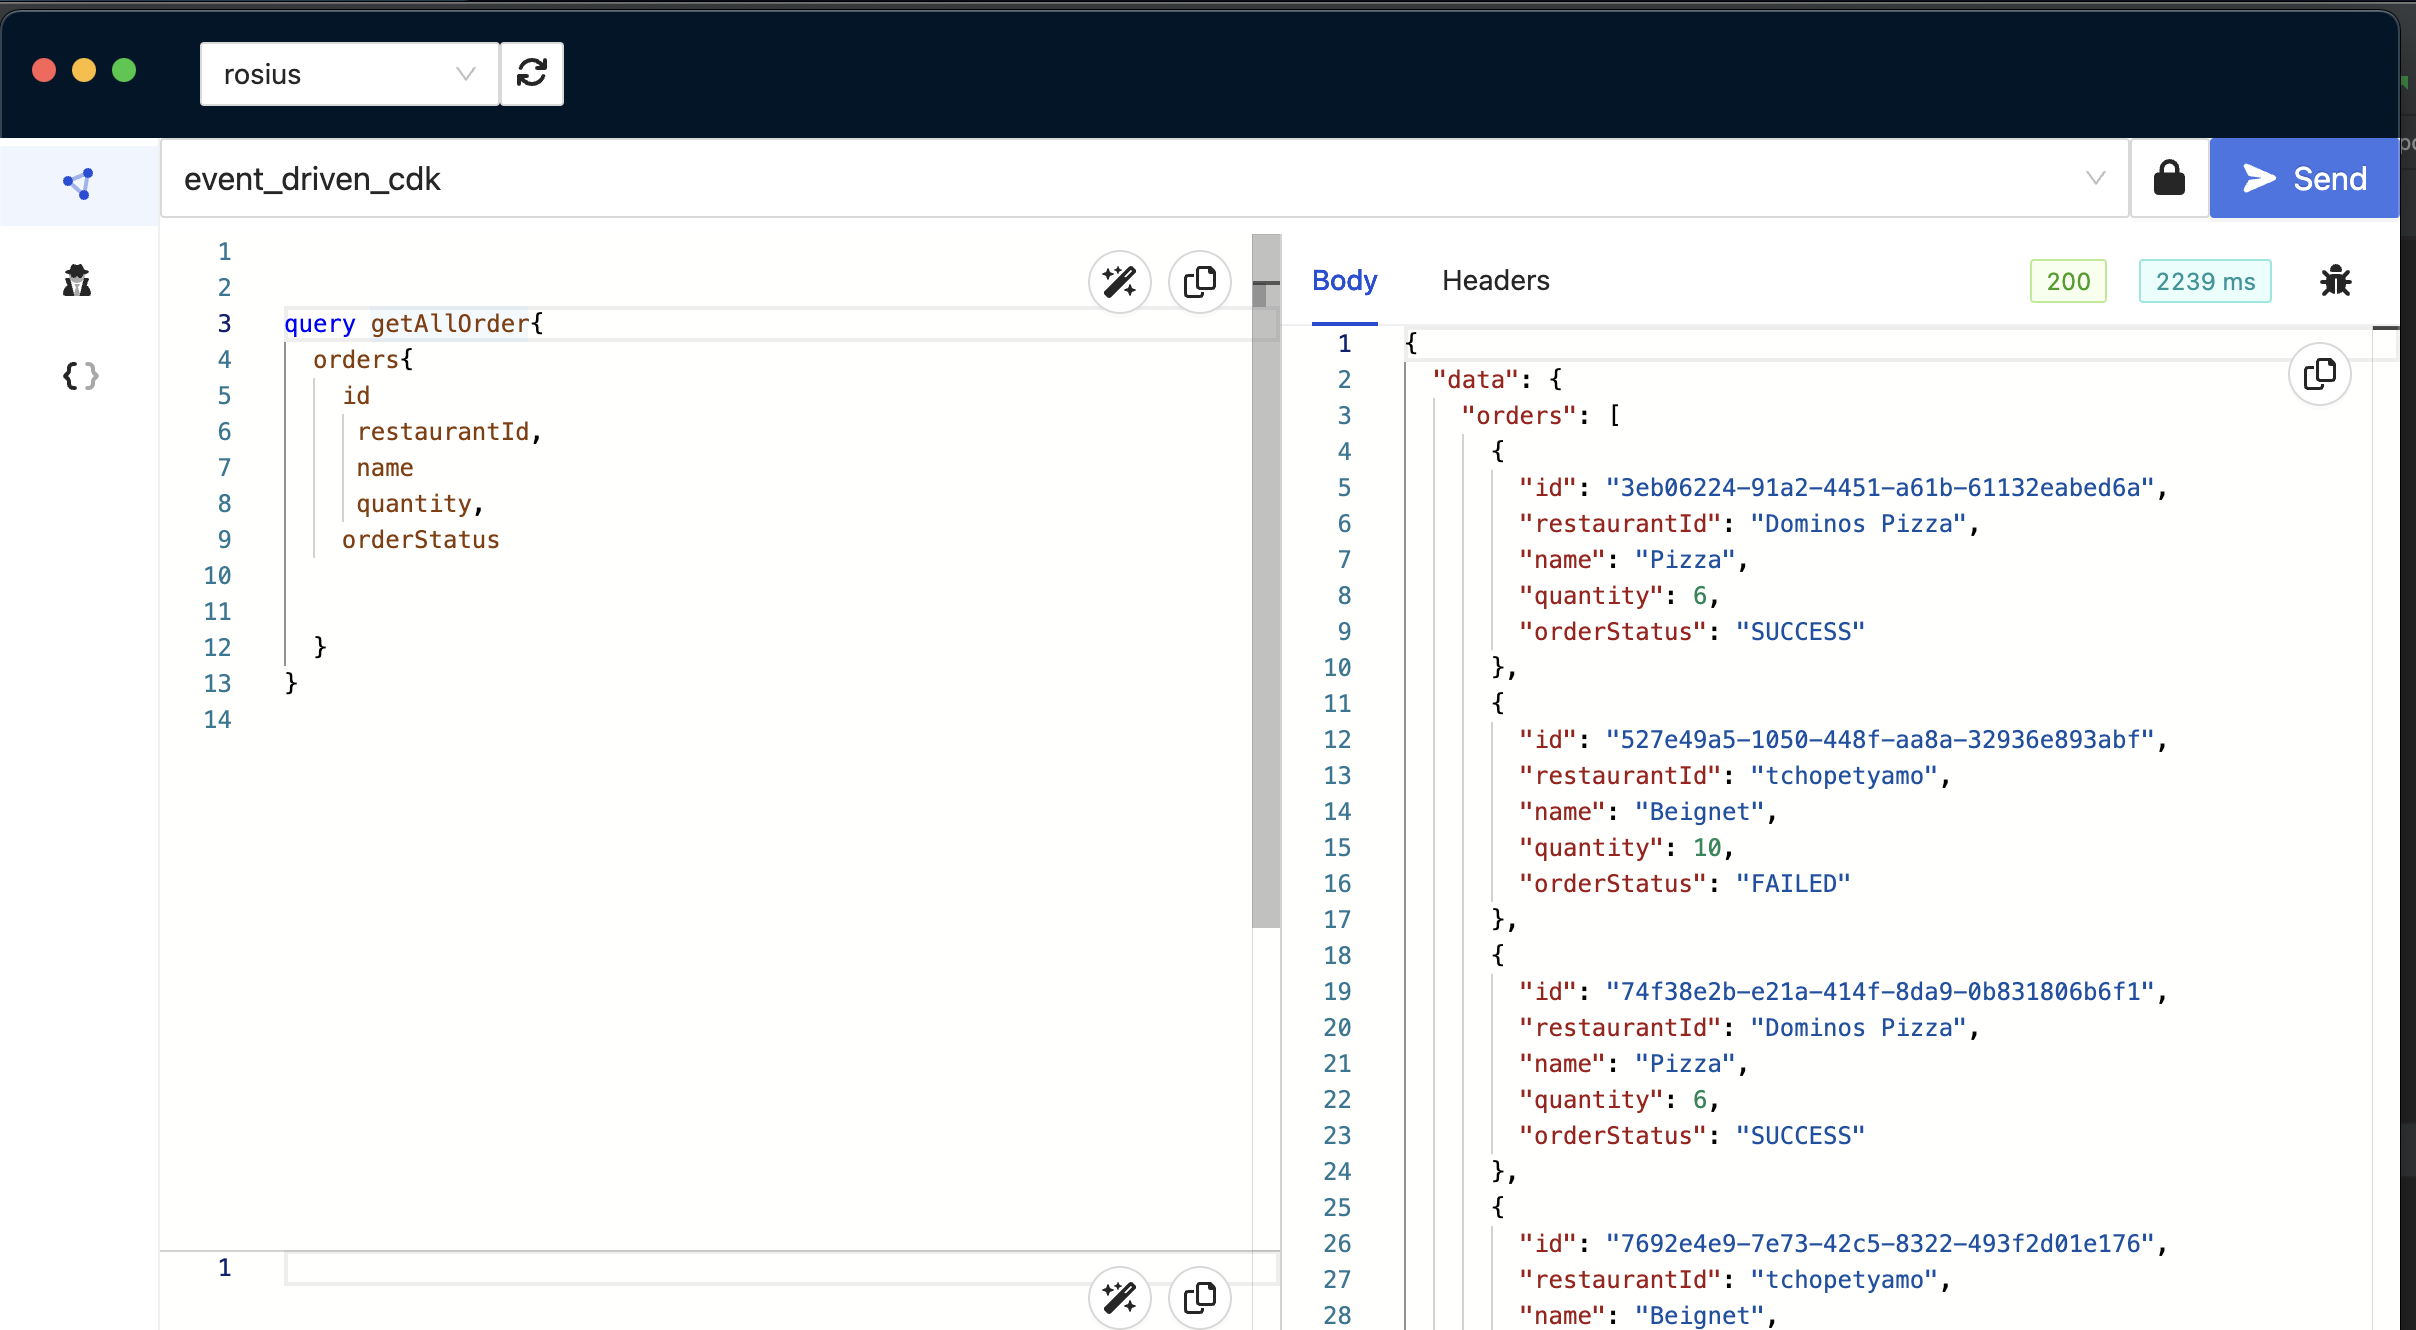 rosius
event_driven_cdk
Send
1
2
3 query getAllOrder{
4 orders{
5 id
6 restaurantId,
7 name
8 quantity,
9 orderStatus
10
11
12 }
13 }
14
1
Body Headers 200 2239 ms
1 {
2 "data": {
3 "orders": [
4 {
5 "id": "3eb06224-91a2-4451-a61b-61132eabed6a",
6 "restaurantId": "Dominos Pizza",
7 "name": "Pizza",
8 "quantity": 6,
9 "orderStatus": "SUCCESS"
10 },
11 {
12 "id": "527e49a5-1050-448f-aa8a-32936e893abf",
13 "restaurantId": "tchopetyamo",
14 "name": "Beignet",
15 "quantity": 10,
16 "orderStatus": "FAILED"
17 },
18 {
19 "id": "74f38e2b-e21a-414f-8da9-0b831806b6f1",
20 "restaurantId": "Dominos Pizza",
21 "name": "Pizza",
22 "quantity": 6,
23 "orderStatus": "SUCCESS"
24 },
25 {
26 "id": "7692e4e9-7e73-42c5-8322-493f2d01e176",
27 "restaurantId": "tchopetyamo",
28 "name": "Beignet",